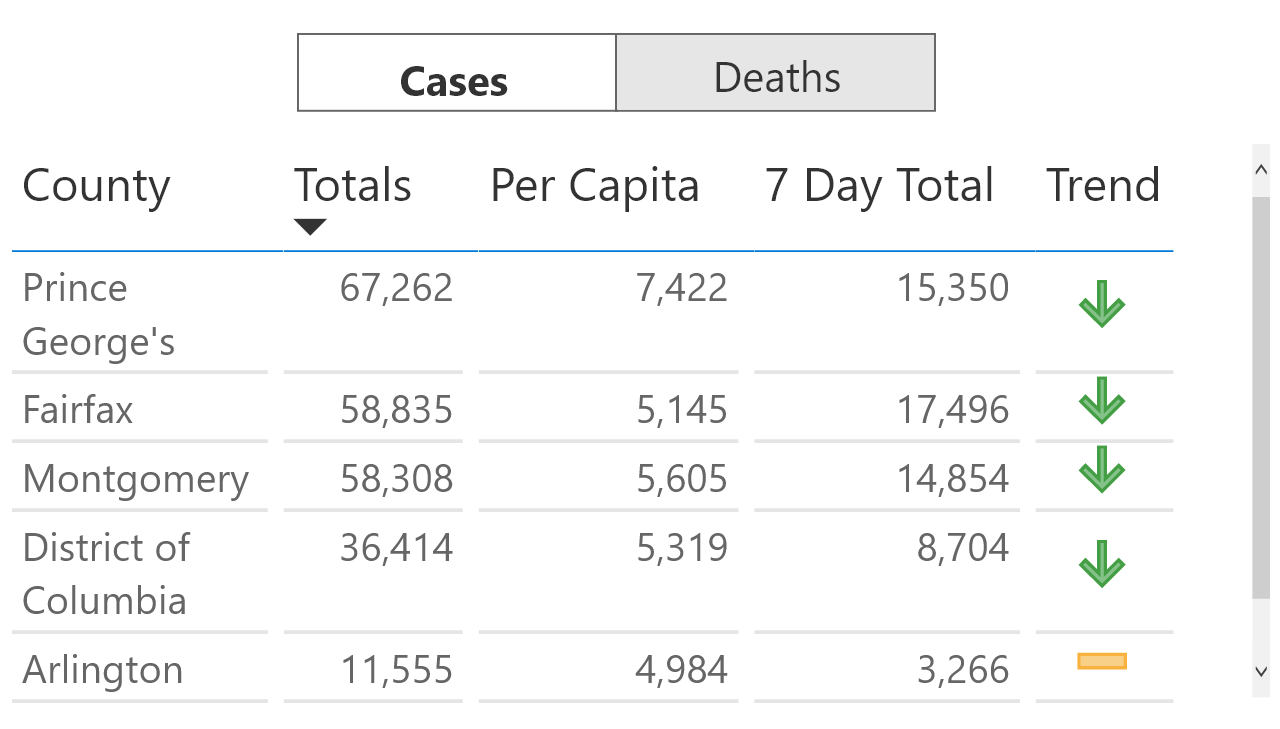 Cases Deaths
County Totals Per Capita 7 Day Total Trend
Prince 67,262 7,422 15,350
George's
Fairfax 58,835 5,145 17,496
Montgomery 58,308 5,605 14,854
District of 36,414 5,319 8,704
Columbia
Arlington 11,555 4,984 3,266